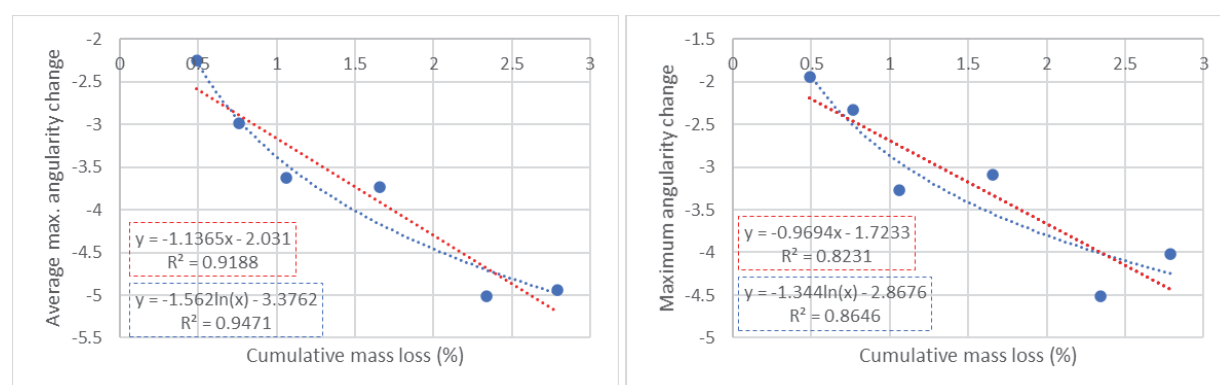 -2
0
0.5
1
1.5
2
2.5
3
-2.5
-3
-3.5
-4
-4.5
-5
-5.5
Average max. angularity change
y = -1.1365x - 2.031
R² = 0.9188
y = -1.562ln(x) - 3.3762
R² = 0.9471
Cumulative mass loss (%)
-1.5
0
0.5
1
1.5
2
2.5
3
-2
-2.5
-3
-3.5
-4
-4.5
-5
Maximum angularity change
y = -0.9694x - 1.7233
R² = 0.8231
y = -1.344ln(x) - 2.8676
R² = 0.8646
Cumulative mass loss (%)